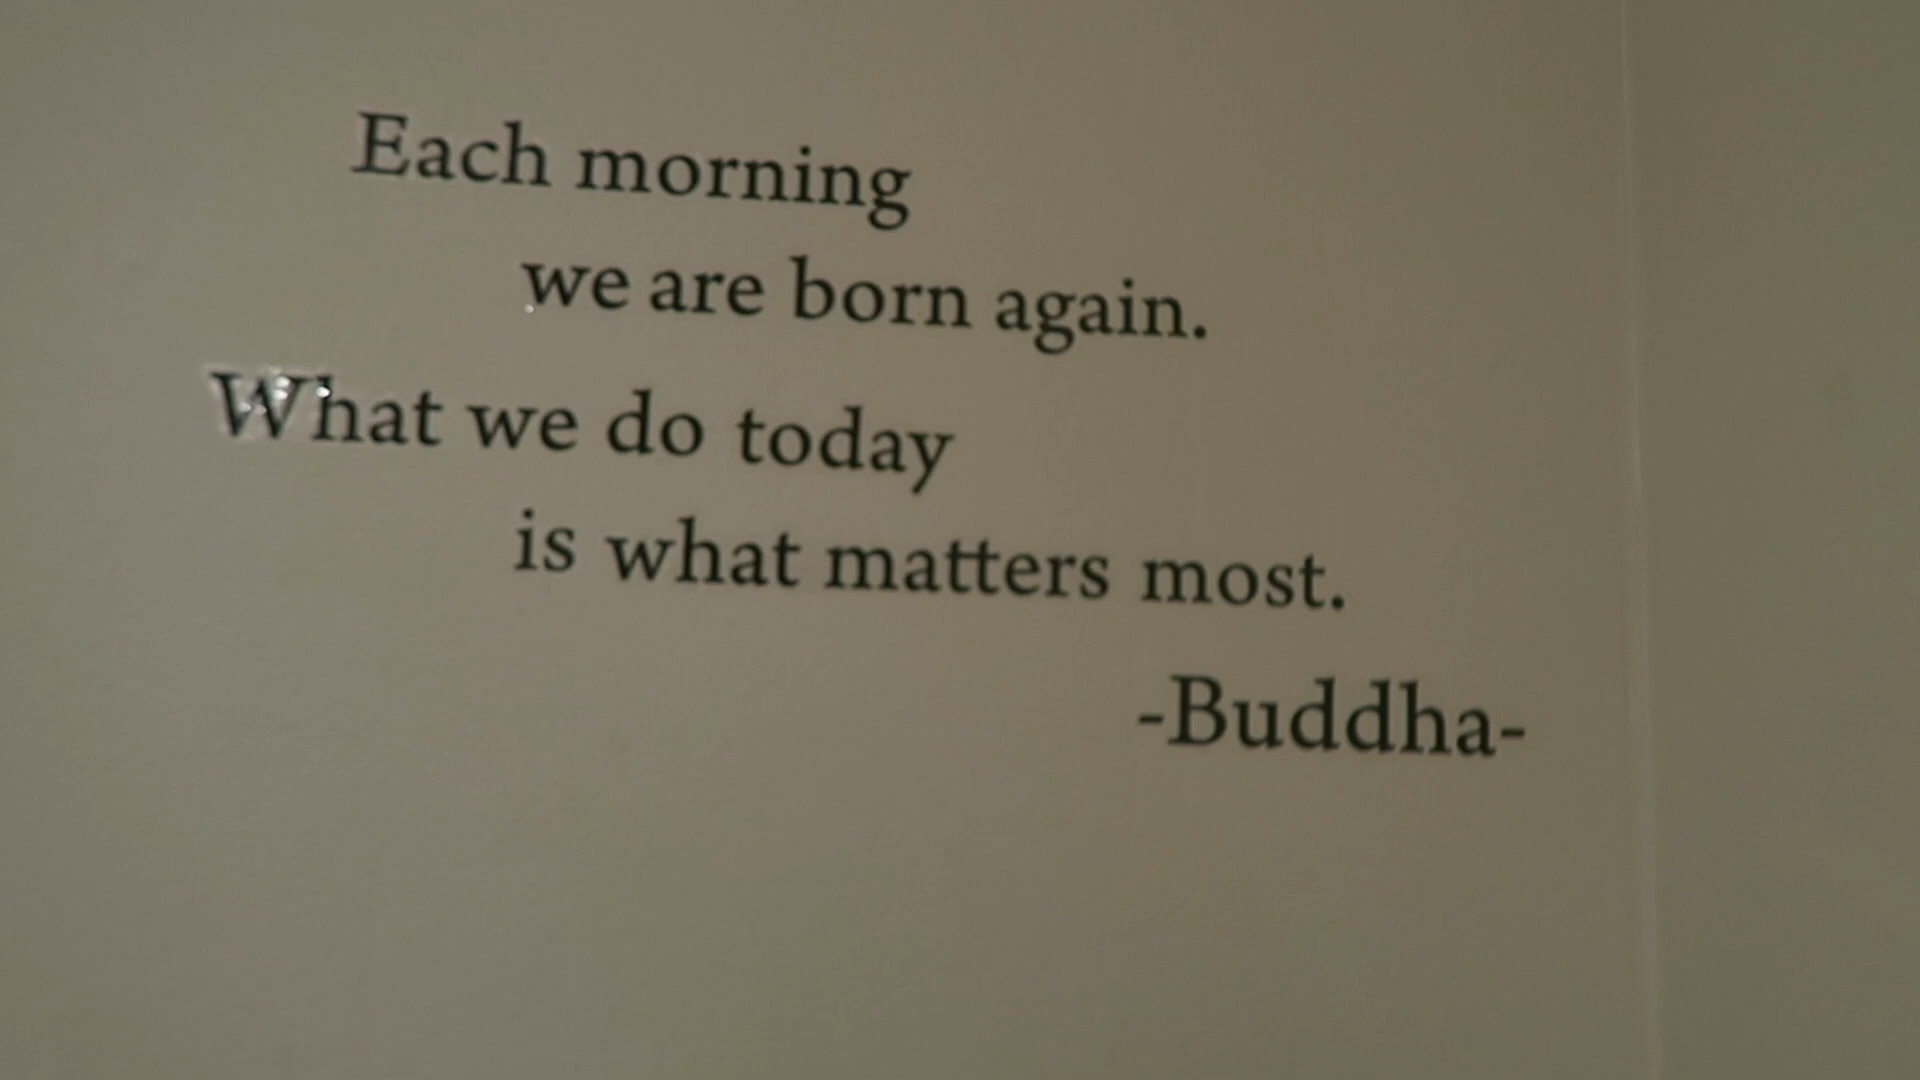 Each morning
we are born again.
What we do today
is what matters most.
-Buddha-